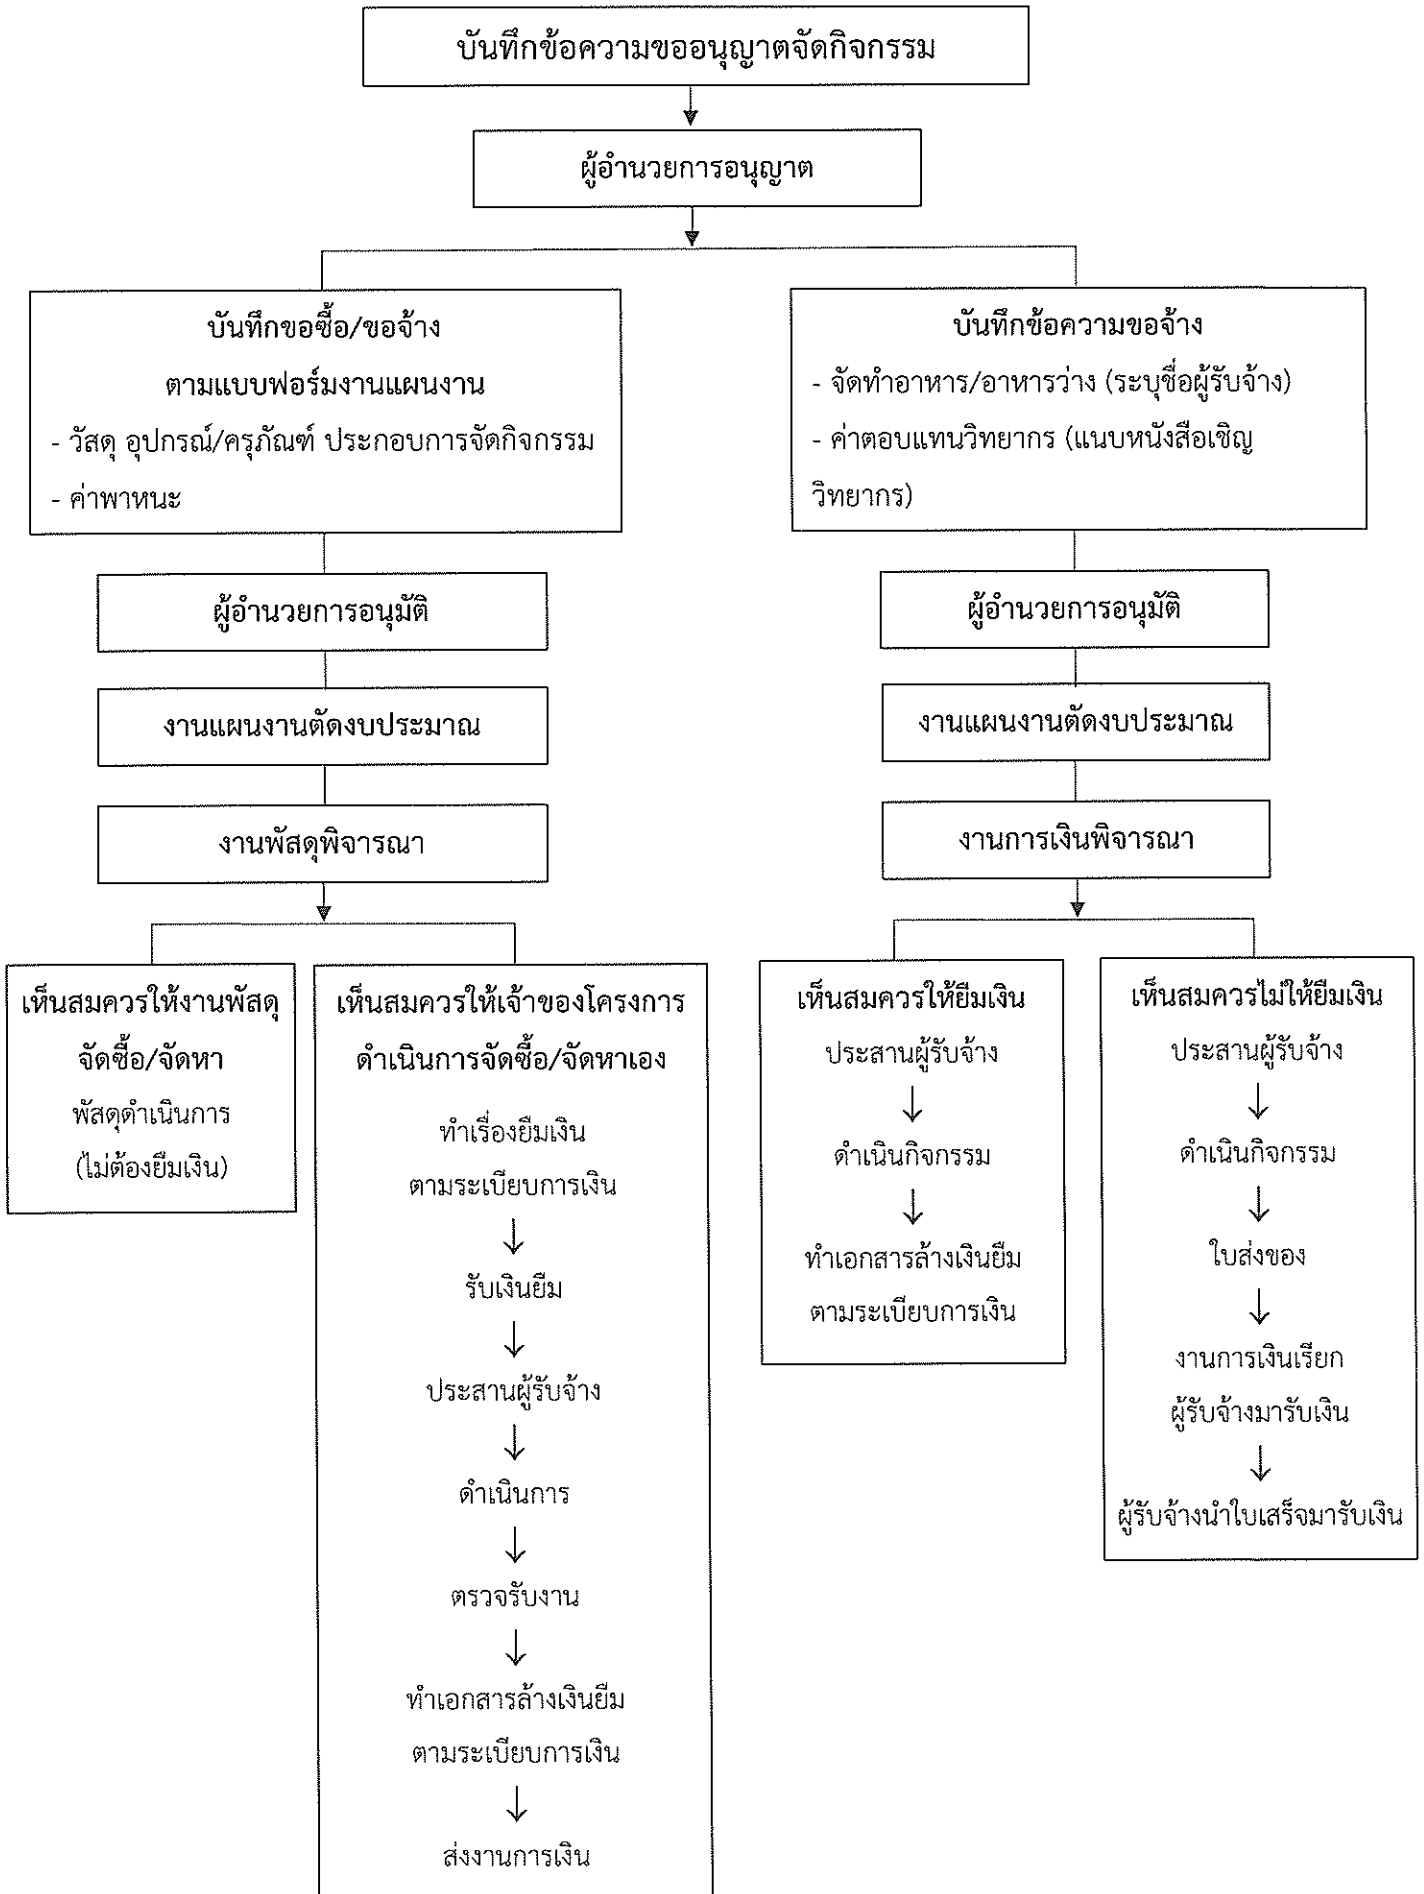 บันทึกข้อความขออนุญาตจัดกิจกรรม
ผู้อำนวยการอนุญาต
บันทึกขอซื้อ/ขอจ้าง
ตามแบบฟอร์มงานแผนงาน
- วัสดุ อุปกรณ์/ครุภัณฑ์ ประกอบการจัดกิจกรรม
- ค่าพาหนะ
ผู้อำนวยการอนุมัติ
งานแผนงานตัดงบประมาณ
งานพัสดุพิจารณา
เห็นสมควรให้งานพัสดุ
จัดซื้อ/จัดหา
พัสดุดำเนินการ
(ไม่ต้องยืมเงิน)
เห็นสมควรให้เจ้าของโครงการ
ดำเนินการจัดซื้อ/จัดหาเอง
ทำเรื่องยืมเงิน
ตามระเบียบการเงิน
รับเงินยืม
ประสานผู้รับจ้าง
ดำเนินการ
ตรวจรับงาน
ทำเอกสารล้างเงินยืม
ตามระเบียบการเงิน
ส่งงานการเงิน
บันทึกข้อความขอจ้าง
- จัดทำอาหาร/อาหารว่าง (ระบุชื่อผู้รับจ้าง)
- ค่าตอบแทนวิทยากร (แนบหนังสือเชิญ
วิทยากร)
ผู้อำนวยการอนุมัติ
งานแผนงานตัดงบประมาณ
งานการเงินพิจารณา
เห็นสมควรให้ยืมเงิน
ประสานผู้รับจ้าง
ดำเนินกิจกรรม
ทำเอกสารล้างเงินยืม
ตามระเบียบการเงิน
เห็นสมควรไม่ให้ยืมเงิน
ประสานผู้รับจ้าง
ดำเนินกิจกรรม
ใบส่งของ
งานการเงินเรียก
ผู้รับจ้างมารับเงิน
ผู้รับจ้างนำใบเสร็จมารับเงิน